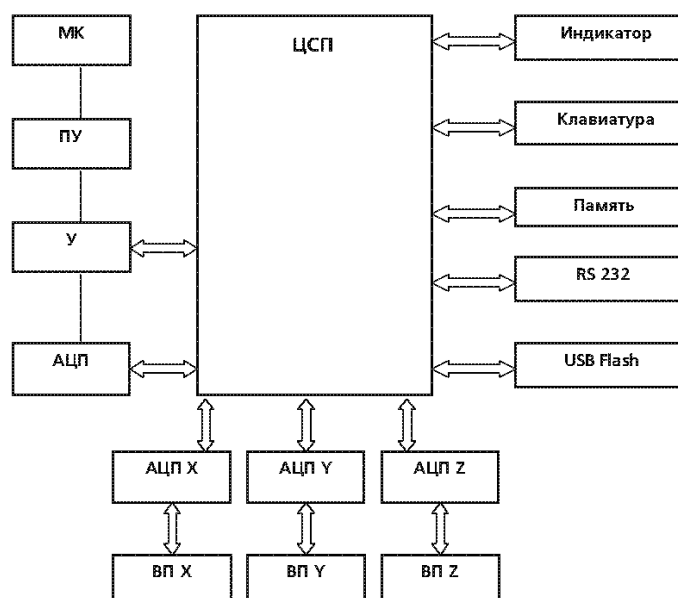 МК
ЦСП
Индикатор
ПУ
Клавиатура
У
Память
RS 232
АЦП
USB Flash
АЦП X
АЦП Y
АЦП Z
ВП X
ВП Y
ВП Z